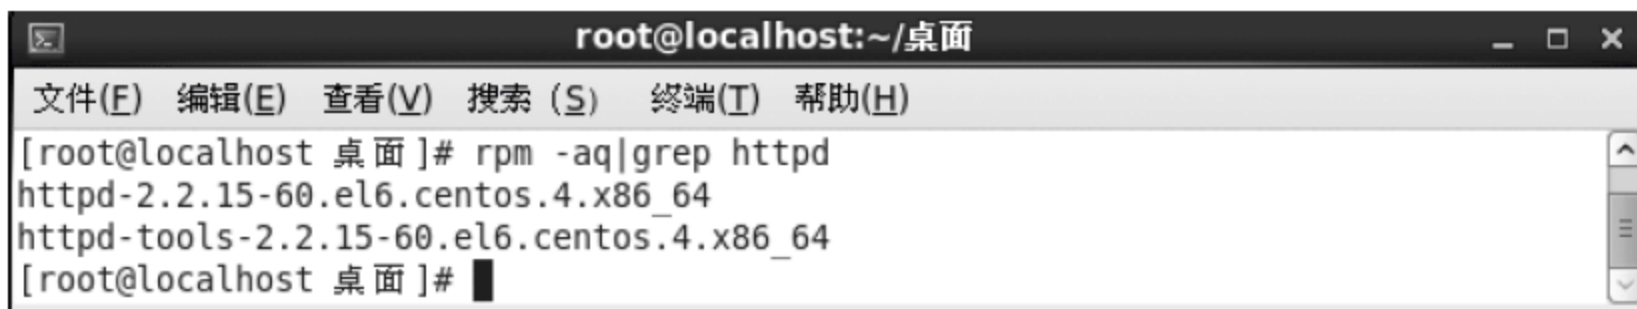 root@localhost:~/桌面
文件(F) 编辑(E) 查看(V) 搜索 (S) 终端(T) 帮助(H)
[root@localhost 桌面]# rpm -aq|grep httpd
httpd-2.2.15-60.el6.centos.4.x86_64
httpd-tools-2.2.15-60.el6.centos.4.x86_64
[root@localhost 桌面]#